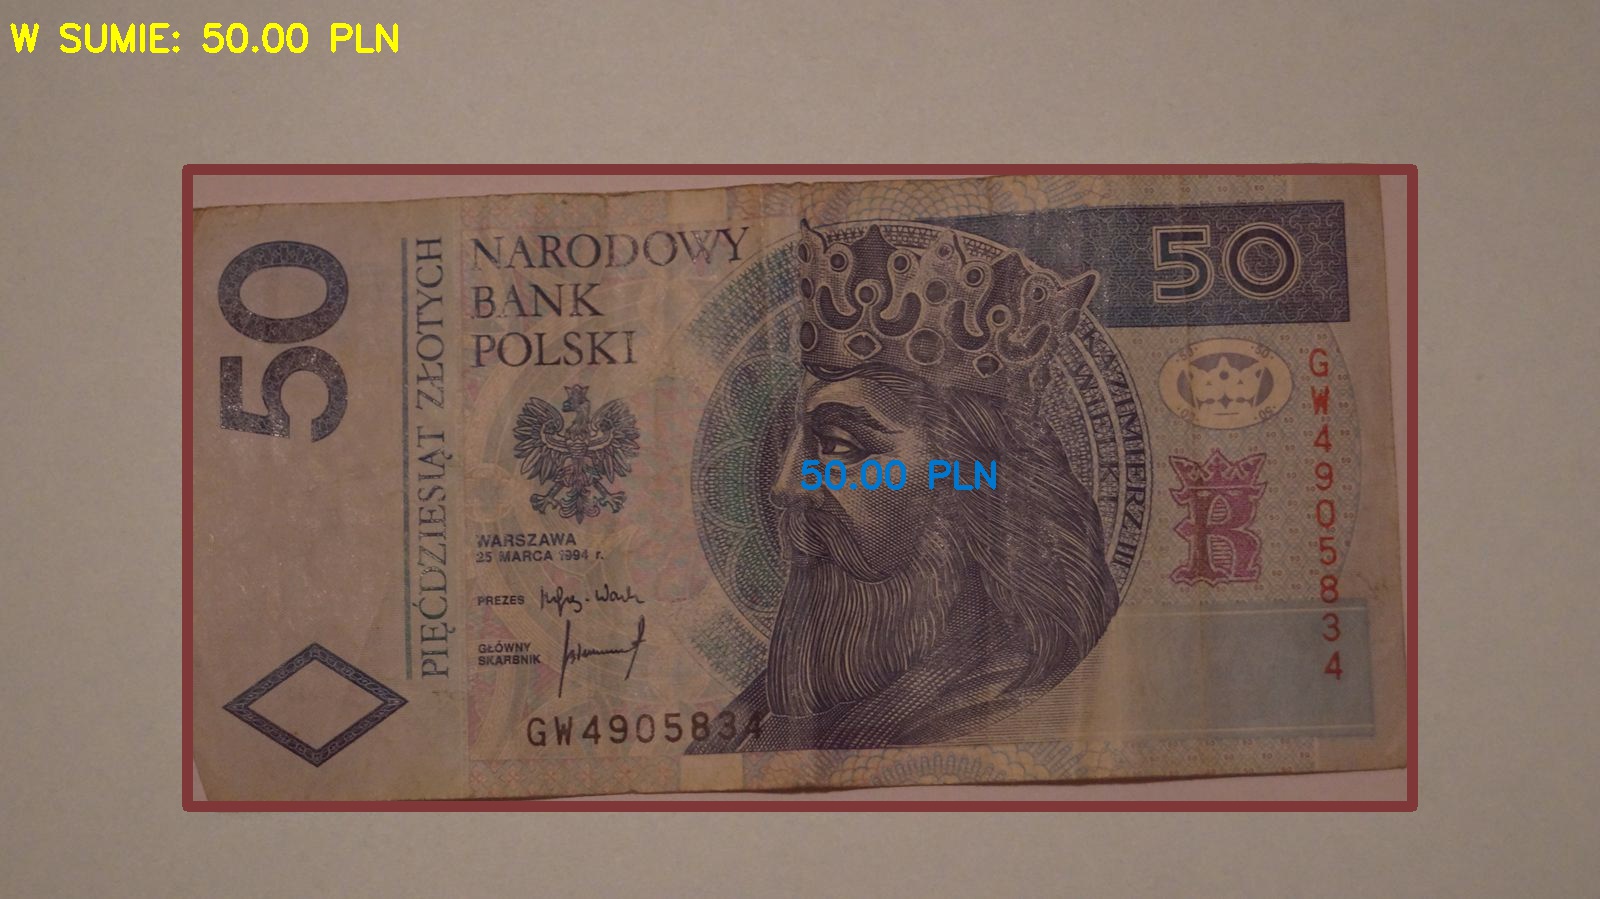 W SUMIE: 50.00 PLN
50
PIĘĆDZIESIĄT ZŁOTYCH
NARODOWY
BANK
POLSKI
WARSZAWA
25 MARCA 1994 r.
PREZES
GŁÓWNY
SKARBNIK
GW4905834
50.00 PLN
KAZIMIERZ III
WIELKI
50
GW4905834